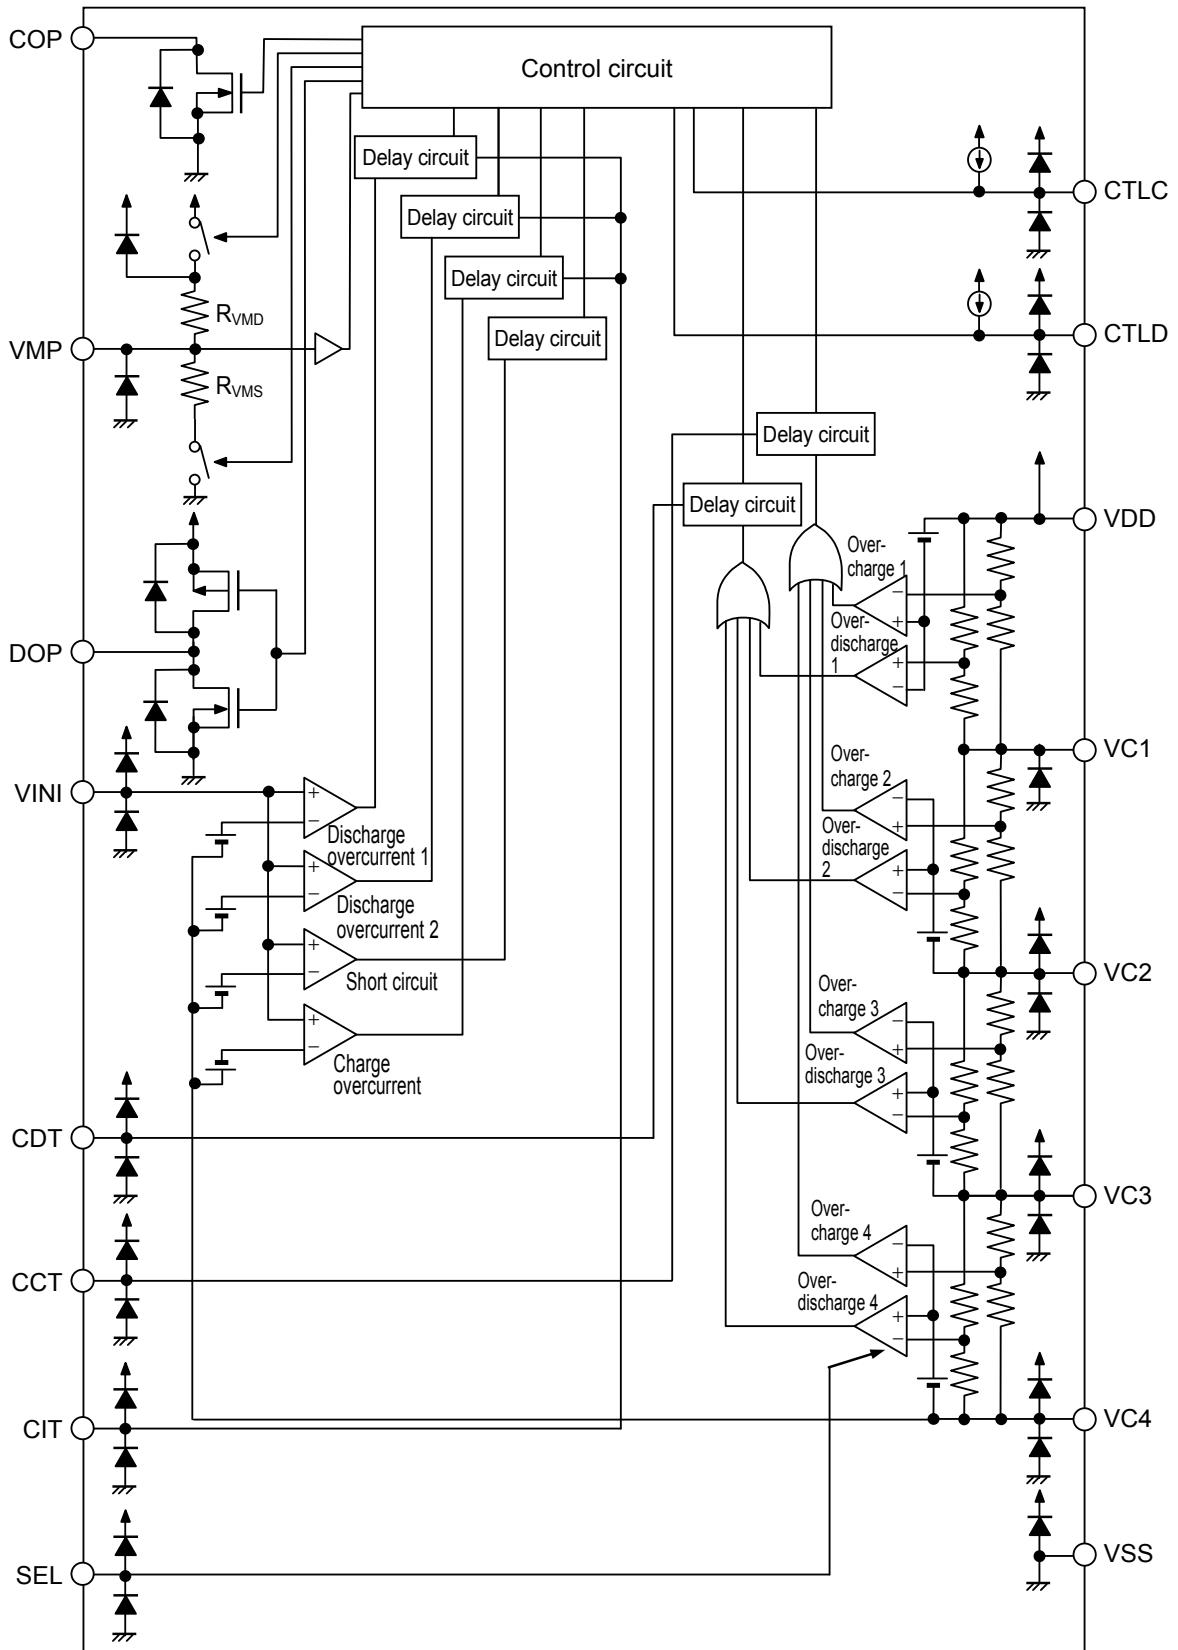 COP
Control circuit
Delay circuit
CTLC
Delay circuit
Delay circuit
R_VMD
Delay circuit
VMP
CTLD
R_VMS
Delay circuit
Delay circuit
VDD
Over-
charge 1
+
−
Over-
discharge
1
+
−
DOP
VC1
VINI
+
−
Discharge
overcurrent 1
Over-
charge 2
−
+
Over-
discharge
2
+
−
+
−
Discharge
overcurrent 2
+
−
Short circuit
VC2
Over-
charge 3
−
+
+
−
Charge
overcurrent
Over-
discharge 3
+
−
CDT
VC3
Over-
charge 4
−
+
CCT
Over-
discharge 4
+
−
CIT
VC4
SEL
VSS